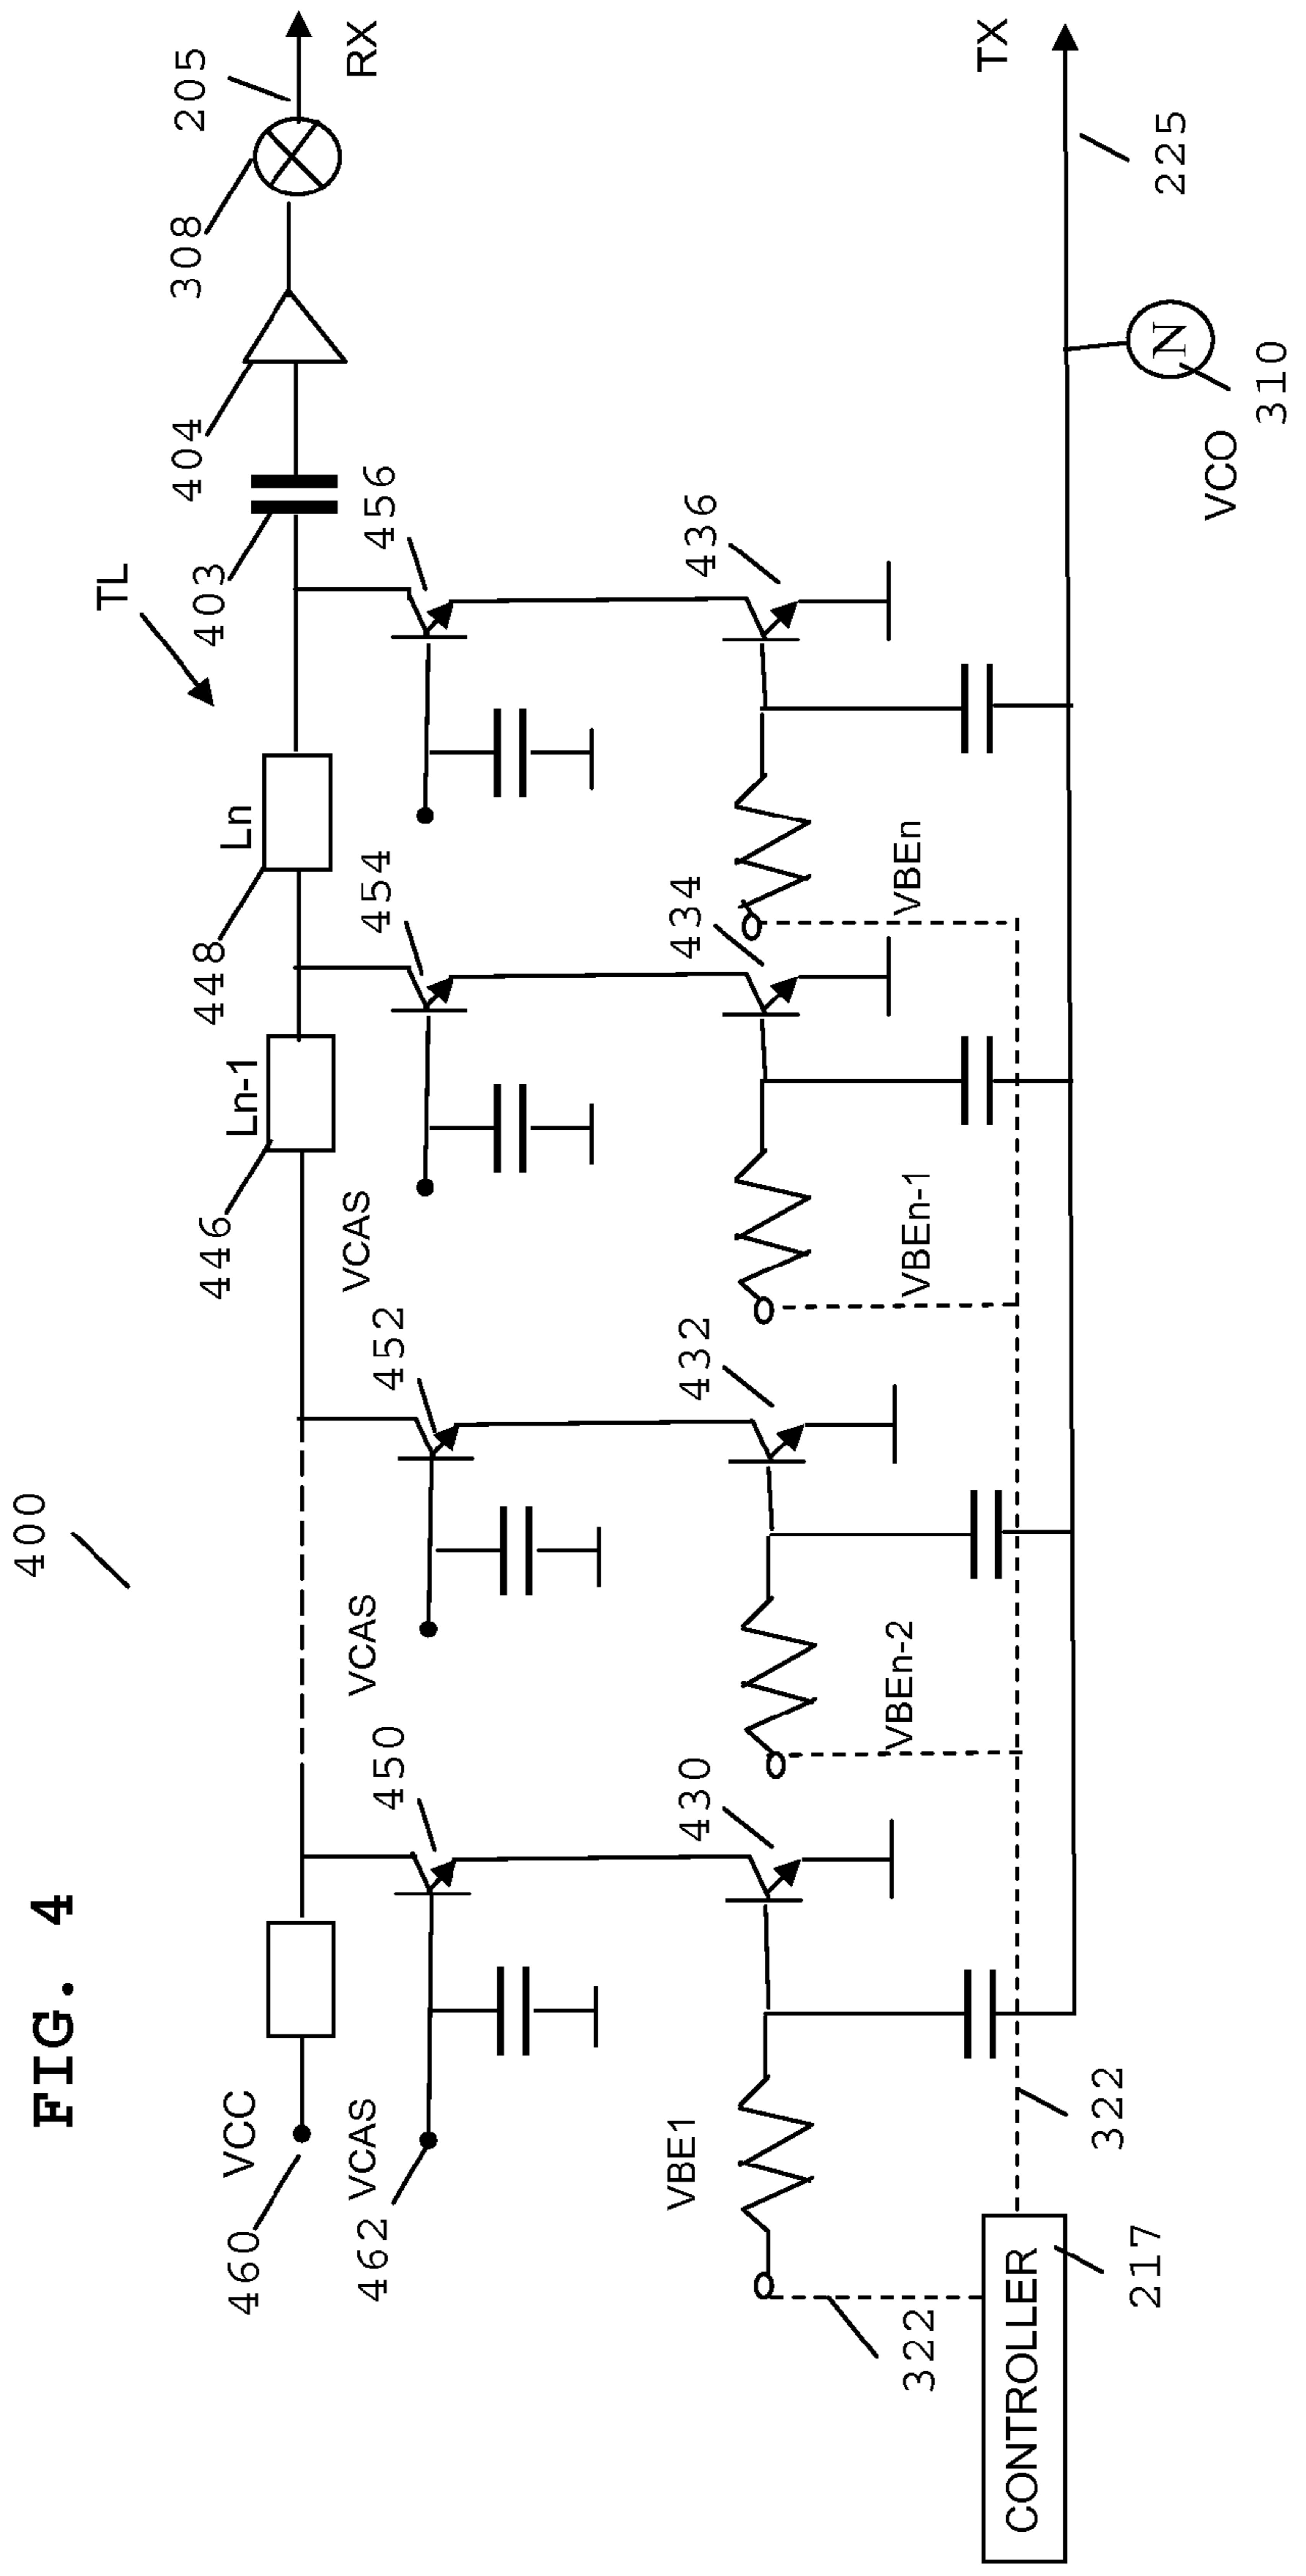 FIG. 4
400
TL
460
VCC
446
Ln-1
448
Ln
403
404
308
205
RX
462
VCAS
450
VCAS
452
VCAS
454
456
VBE1
430
432
434
436
VBEn-2
VBEn-1
VBEn
322
TX
CONTROLLER
217
322
VCO
310
N
225